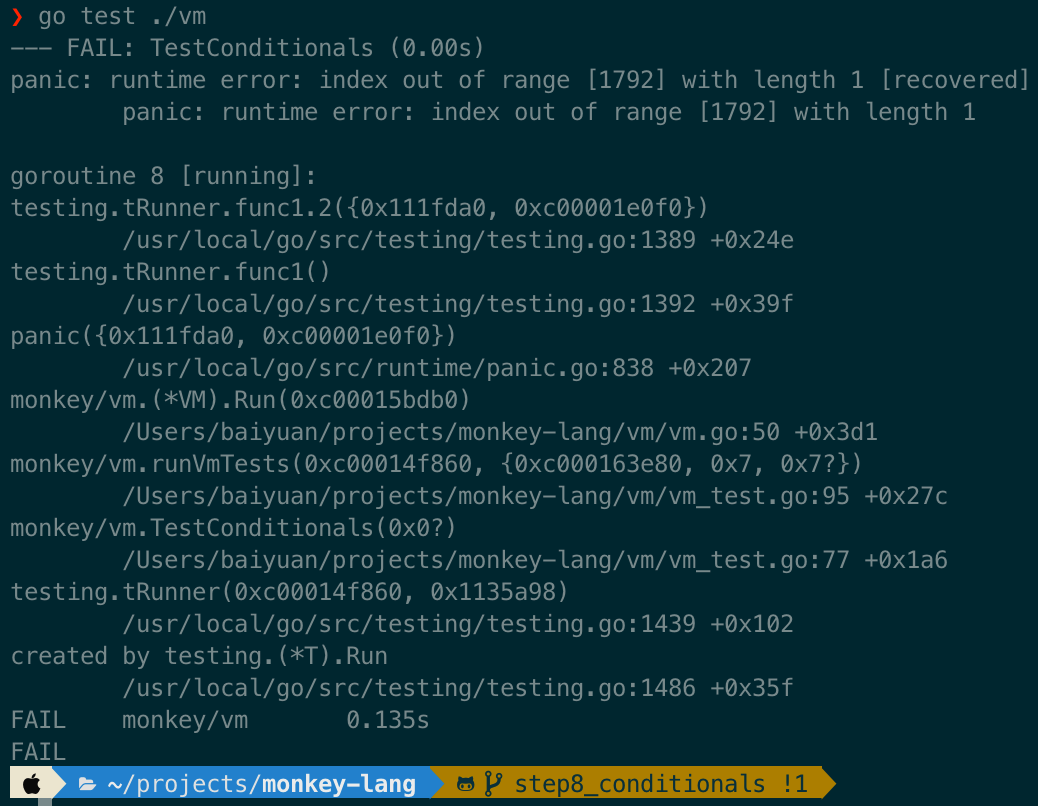 ❯ go test ./vm
--- FAIL: TestConditionals (0.00s)
panic: runtime error: index out of range [1792] with length 1 [recovered]
        panic: runtime error: index out of range [1792] with length 1

goroutine 8 [running]:
testing.tRunner.func1.2({0x111fda0, 0xc00001e0f0})
        /usr/local/go/src/testing/testing.go:1389 +0x24e
testing.tRunner.func1()
        /usr/local/go/src/testing/testing.go:1392 +0x39f
panic({0x111fda0, 0xc00001e0f0})
        /usr/local/go/src/runtime/panic.go:838 +0x207
monkey/vm.(*VM).Run(0xc00015bdb0)
        /Users/baiyuan/projects/monkey-lang/vm/vm.go:50 +0x3d1
monkey/vm.runVmTests(0xc00014f860, {0xc000163e80, 0x7, 0x7?})
        /Users/baiyuan/projects/monkey-lang/vm/vm_test.go:95 +0x27c
monkey/vm.TestConditionals(0x0?)
        /Users/baiyuan/projects/monkey-lang/vm/vm_test.go:77 +0x1a6
testing.tRunner(0xc00014f860, 0x1135a98)
        /usr/local/go/src/testing/testing.go:1439 +0x102
created by testing.(*T).Run
        /usr/local/go/src/testing/testing.go:1486 +0x35f
FAIL    monkey/vm       0.135s
FAIL
~/projects/monkey-lang step8_conditionals !1